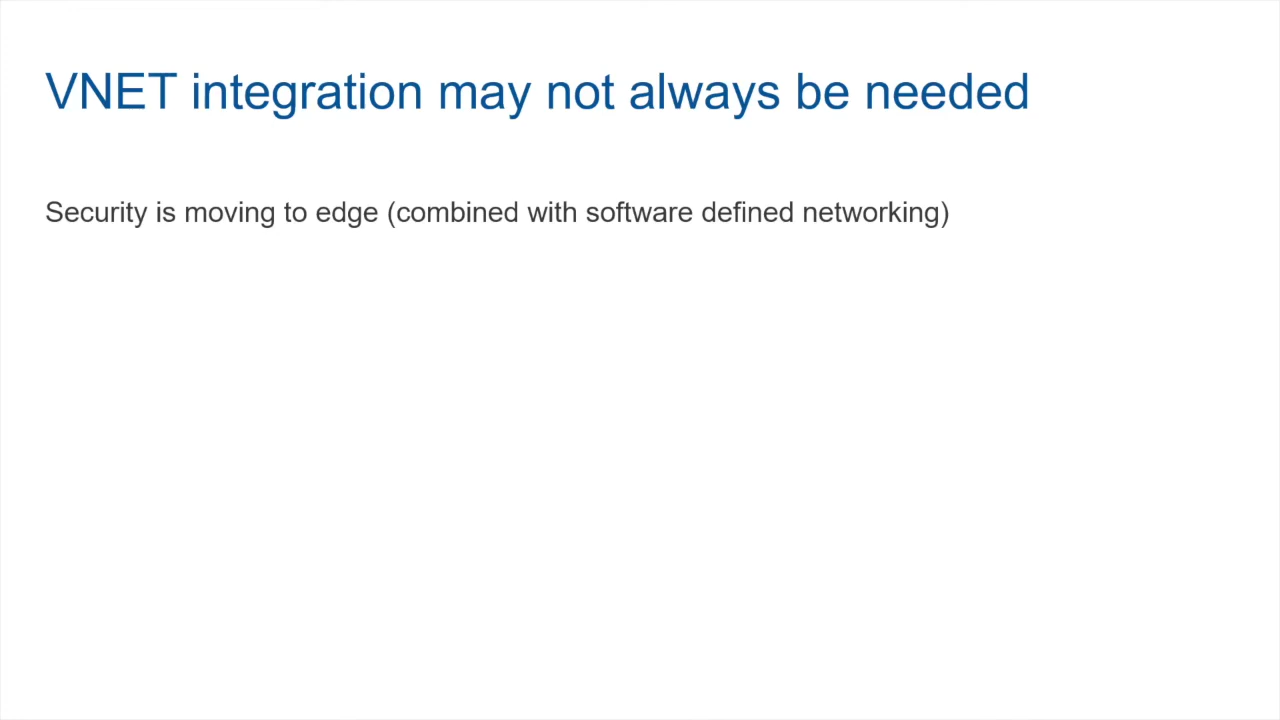 VNET integration may not always be needed
Security is moving to edge (combined with software defined networking)